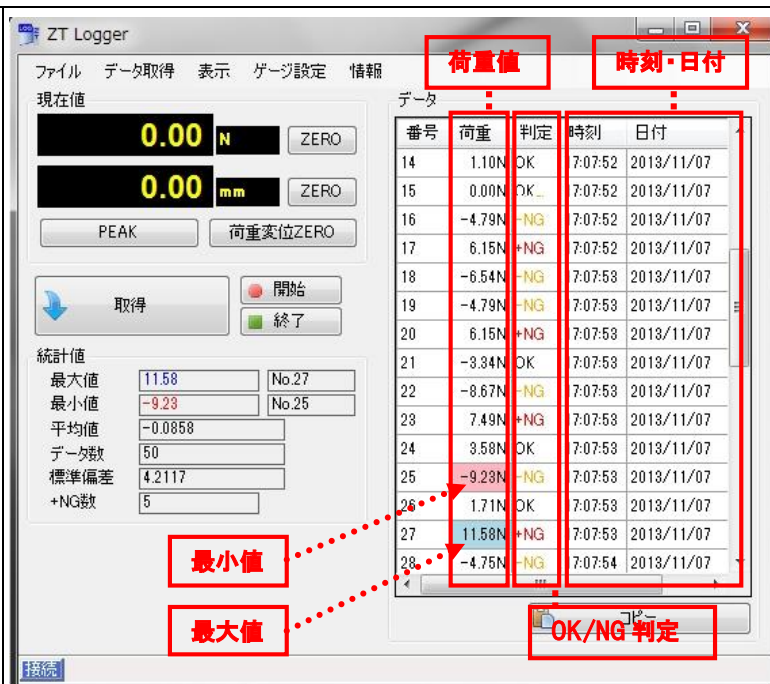 ZT Logger
ファイル データ取得 表示 ゲージ設定 情報
荷重値
時刻・日付
現在値
0.00 N ZERO
0.00 mm ZERO
PEAK 荷重変位ZERO
取得
開始
終了
統計値
最大値 11.58 No.27
最小値 -9.23 No.25
平均値 -0.0858
データ数 50
標準偏差 4.2117
+NG数 5
データ
番号 荷重 判定 時刻 日付
14 1.10N OK 7:07:52 2013/11/07
15 0.00N OK 7:07:52 2013/11/07
16 -4.79N -NG 7:07:52 2013/11/07
17 6.15N +NG 7:07:52 2013/11/07
18 -6.54N -NG 7:07:53 2013/11/07
19 -4.79N -NG 7:07:53 2013/11/07
20 6.15N +NG 7:07:53 2013/11/07
21 -3.34N OK 7:07:53 2013/11/07
22 -8.67N -NG 7:07:53 2013/11/07
23 7.49N +NG 7:07:53 2013/11/07
24 3.58N OK 7:07:53 2013/11/07
25 -9.23N -NG 7:07:53 2013/11/07
26 1.71N OK 7:07:53 2013/11/07
27 11.58N +NG 7:07:53 2013/11/07
28 -4.75N -NG 7:07:54 2013/11/07
最小値
最大値
コピー
OK/NG 判定
接続